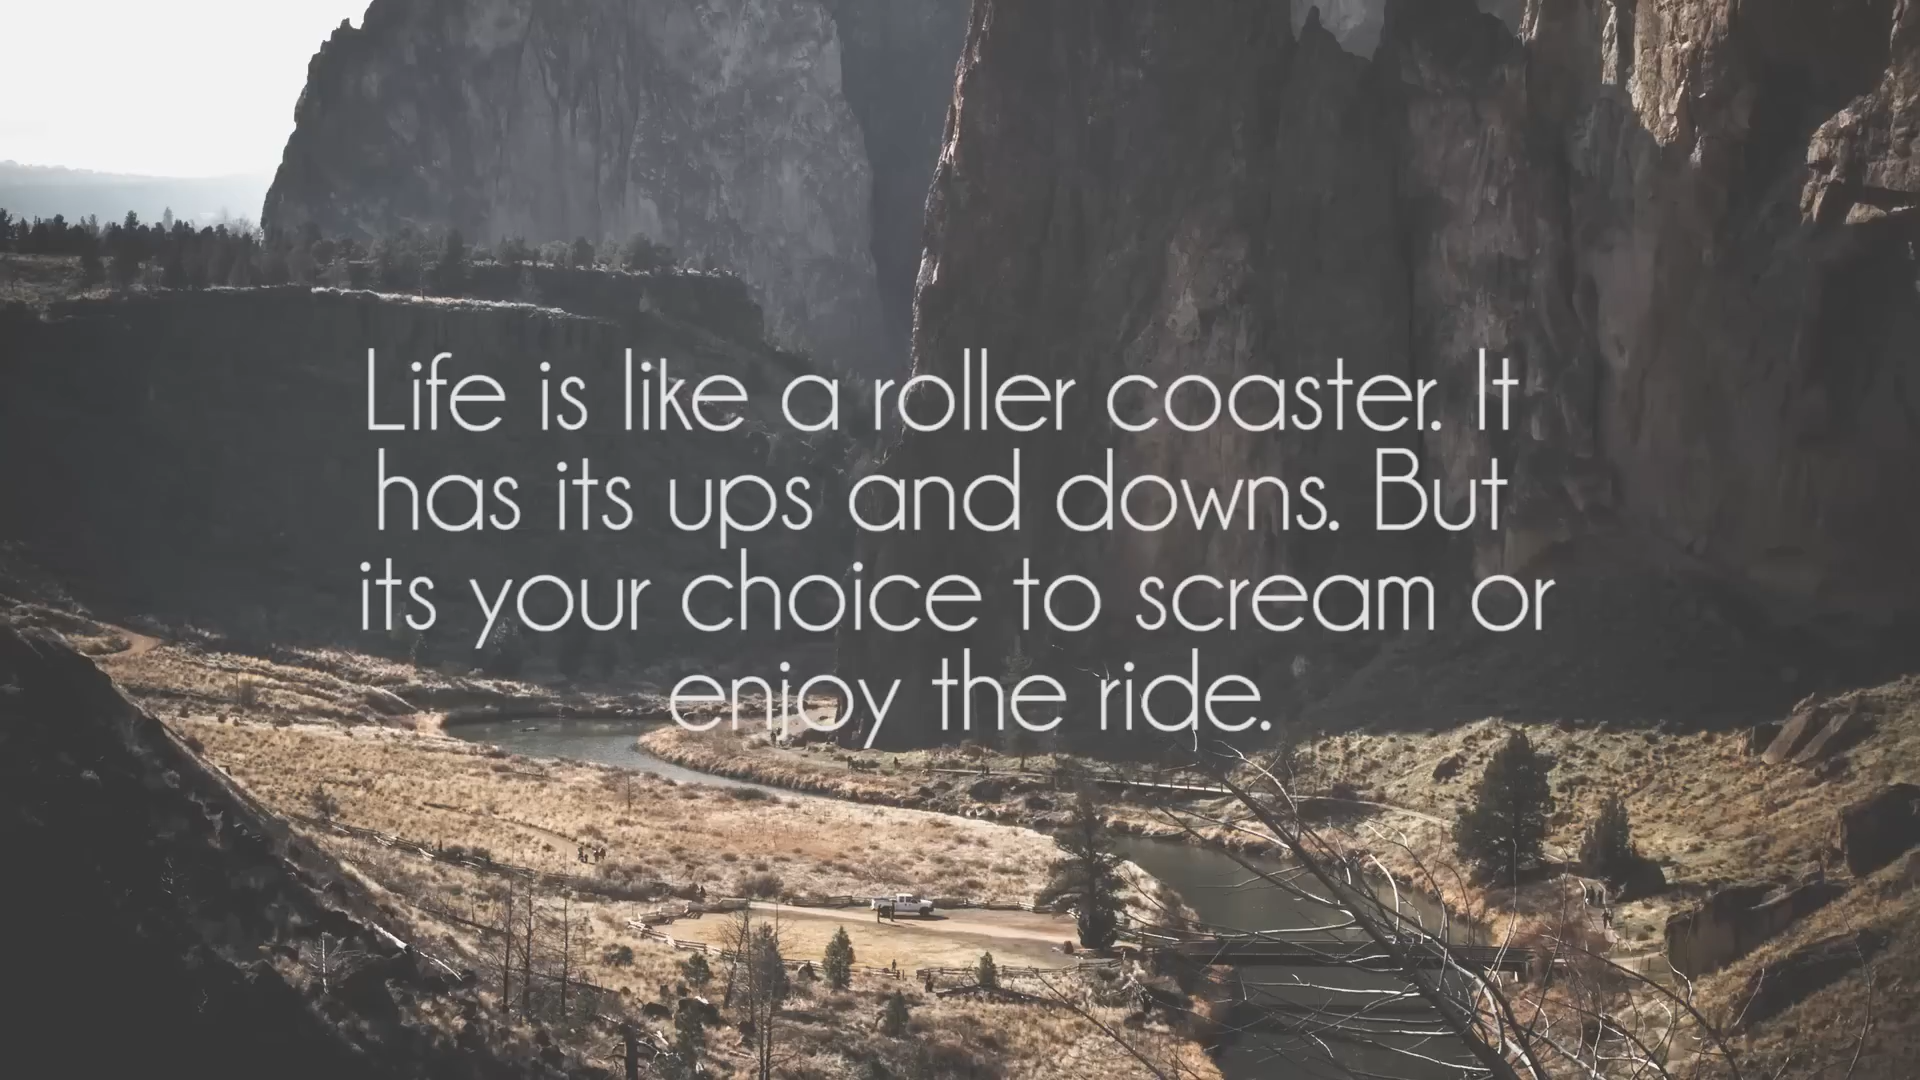 Life is like a roller coaster. It
has its ups and downs. But
its your choice to scream or
enjoy the ride.